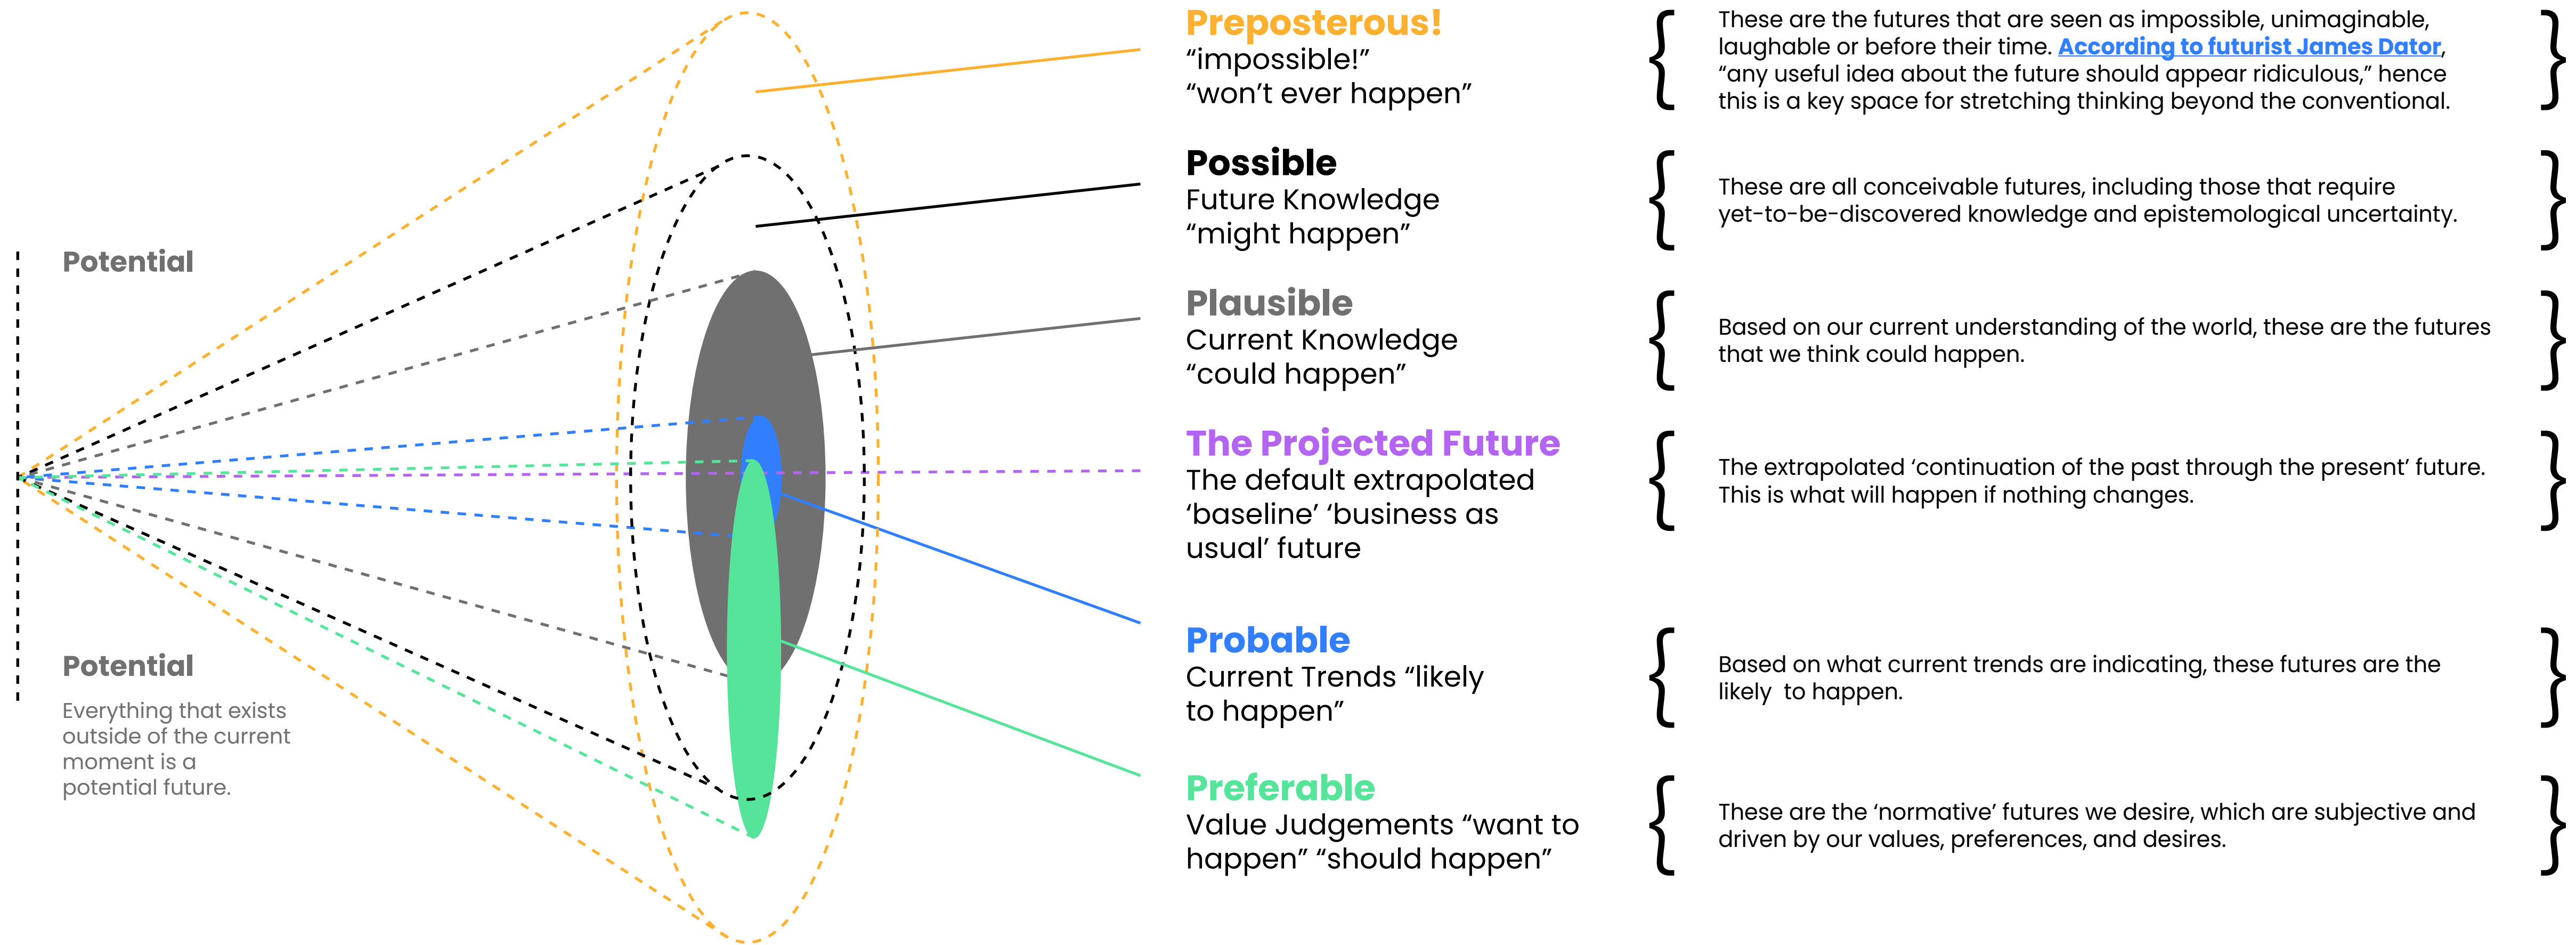 Potential
Potential
Everything that exists
outside of the current
moment is a
potential future.
Preposterous!
“impossible!”
“won’t ever happen”
These are the futures that are seen as impossible, unimaginable,
laughable or before their time. According to futurist James Dator,
“any useful idea about the future should appear ridiculous,” hence
this is a key space for stretching thinking beyond the conventional.
Possible
Future Knowledge
“might happen”
These are all conceivable futures, including those that require
yet-to-be-discovered knowledge and epistemological uncertainty.
Plausible
Current Knowledge
“could happen”
Based on our current understanding of the world, these are the futures
that we think could happen.
The Projected Future
The default extrapolated
‘baseline’ ‘business as
usual’ future
The extrapolated ‘continuation of the past through the present’ future.
This is what will happen if nothing changes.
Probable
Current Trends “likely
to happen”
Based on what current trends are indicating, these futures are the
likely  to happen.
Preferable
Value Judgements “want to
happen” “should happen”
These are the ‘normative’ futures we desire, which are subjective and
driven by our values, preferences, and desires.